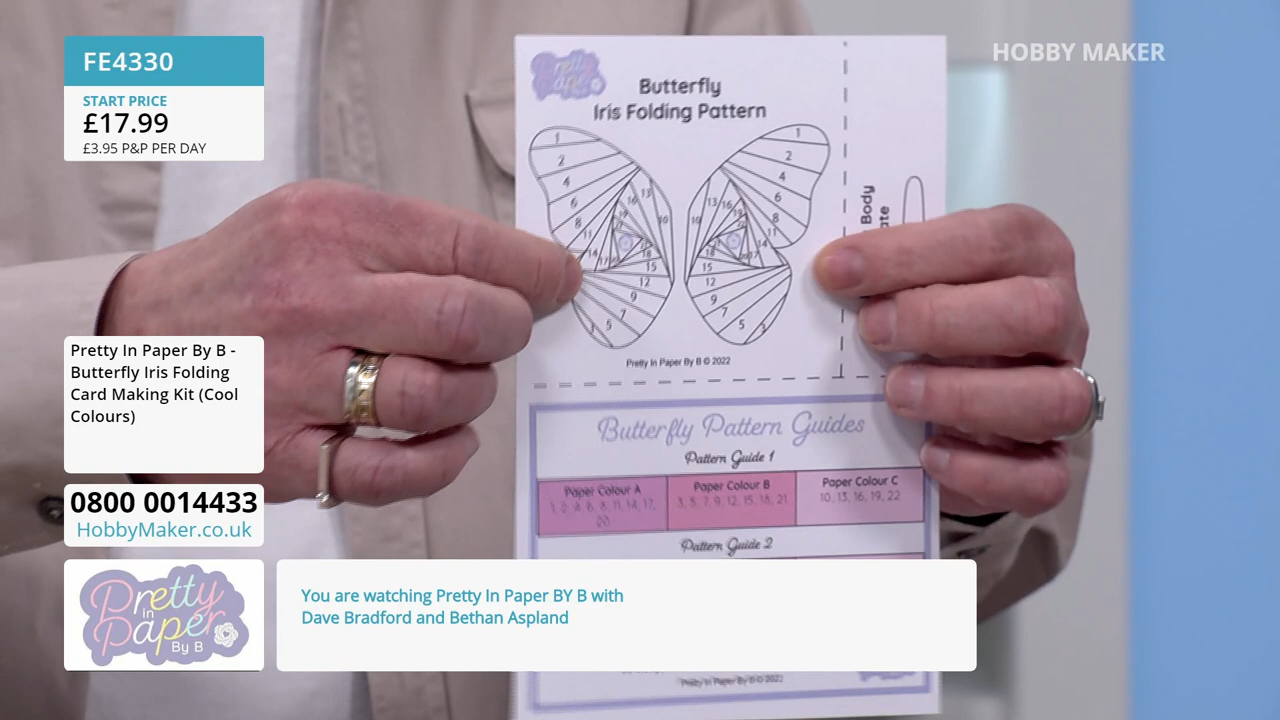 FE4330
START PRICE
£17.99
£3.95 P&P PER DAY
HOBBY MAKER
Pretty
Paper
Butterfly
Iris Folding Pattern
Body
Pretty In Paper By B © 2022
Butterfly Pattern Guides
Pattern Guide 1
Paper Colour A
1, 2, 4, 6, 8, 11, 14, 17,
20
Paper Colour B
3, 5, 7, 9, 12, 15, 18, 21
Paper Colour C
10, 13, 16, 19, 22
Pattern Guide 2
Pretty In Paper By B ©2022
Pretty In Paper By B -
Butterfly Iris Folding
Card Making Kit (Cool
Colours)
0800 0014433
HobbyMaker.co.uk
Pretty
in
Paper
By B
You are watching Pretty In Paper BY B with
Dave Bradford and Bethan Aspland